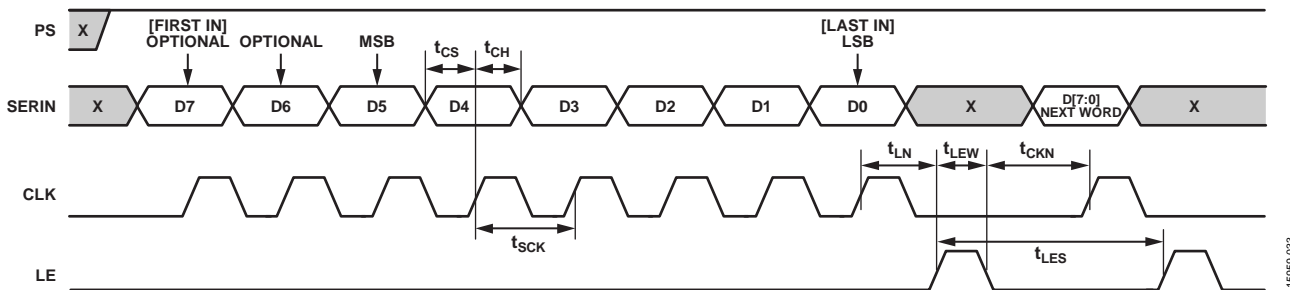 PS
X
[FIRST IN]
OPTIONAL
OPTIONAL
MSB
tCS
tCH
[LAST IN]
LSB
SERIN
X
D7
D6
D5
D4
D3
D2
D1
D0
X
D[7:0]
NEXT WORD
X
tLN
tLEW
tCKN
CLK
tSCK
tLES
LE